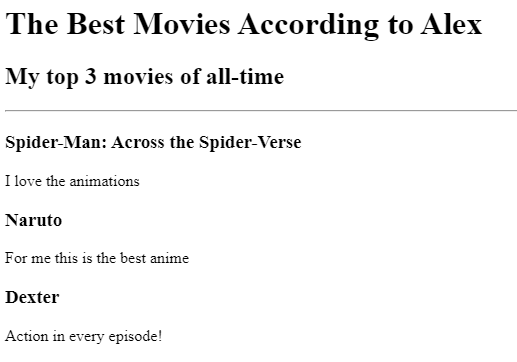 The Best Movies According to Alex
My top 3 movies of all-time
Spider-Man: Across the Spider-Verse
I love the animations
Naruto
For me this is the best anime
Dexter
Action in every episode!